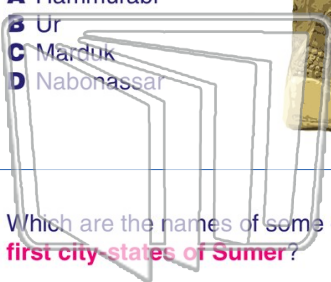 A Hammurabi
B Ur
C Marduk
D Nabonassar
Which are the names of some
first city-states of Sumer?